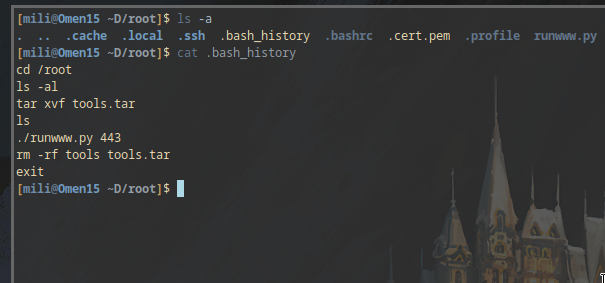 [mili@Omen15 ~D/root]$ ls -a
. .. .cache .local .ssh .bash_history .bashrc .cert.pem .profile runwww.py
[mili@Omen15 ~D/root]$ cat .bash_history
cd /root
ls -al
tar xvf tools.tar
ls
./runwww.py 443
rm -rf tools tools.tar
exit
[mili@Omen15 ~D/root]$